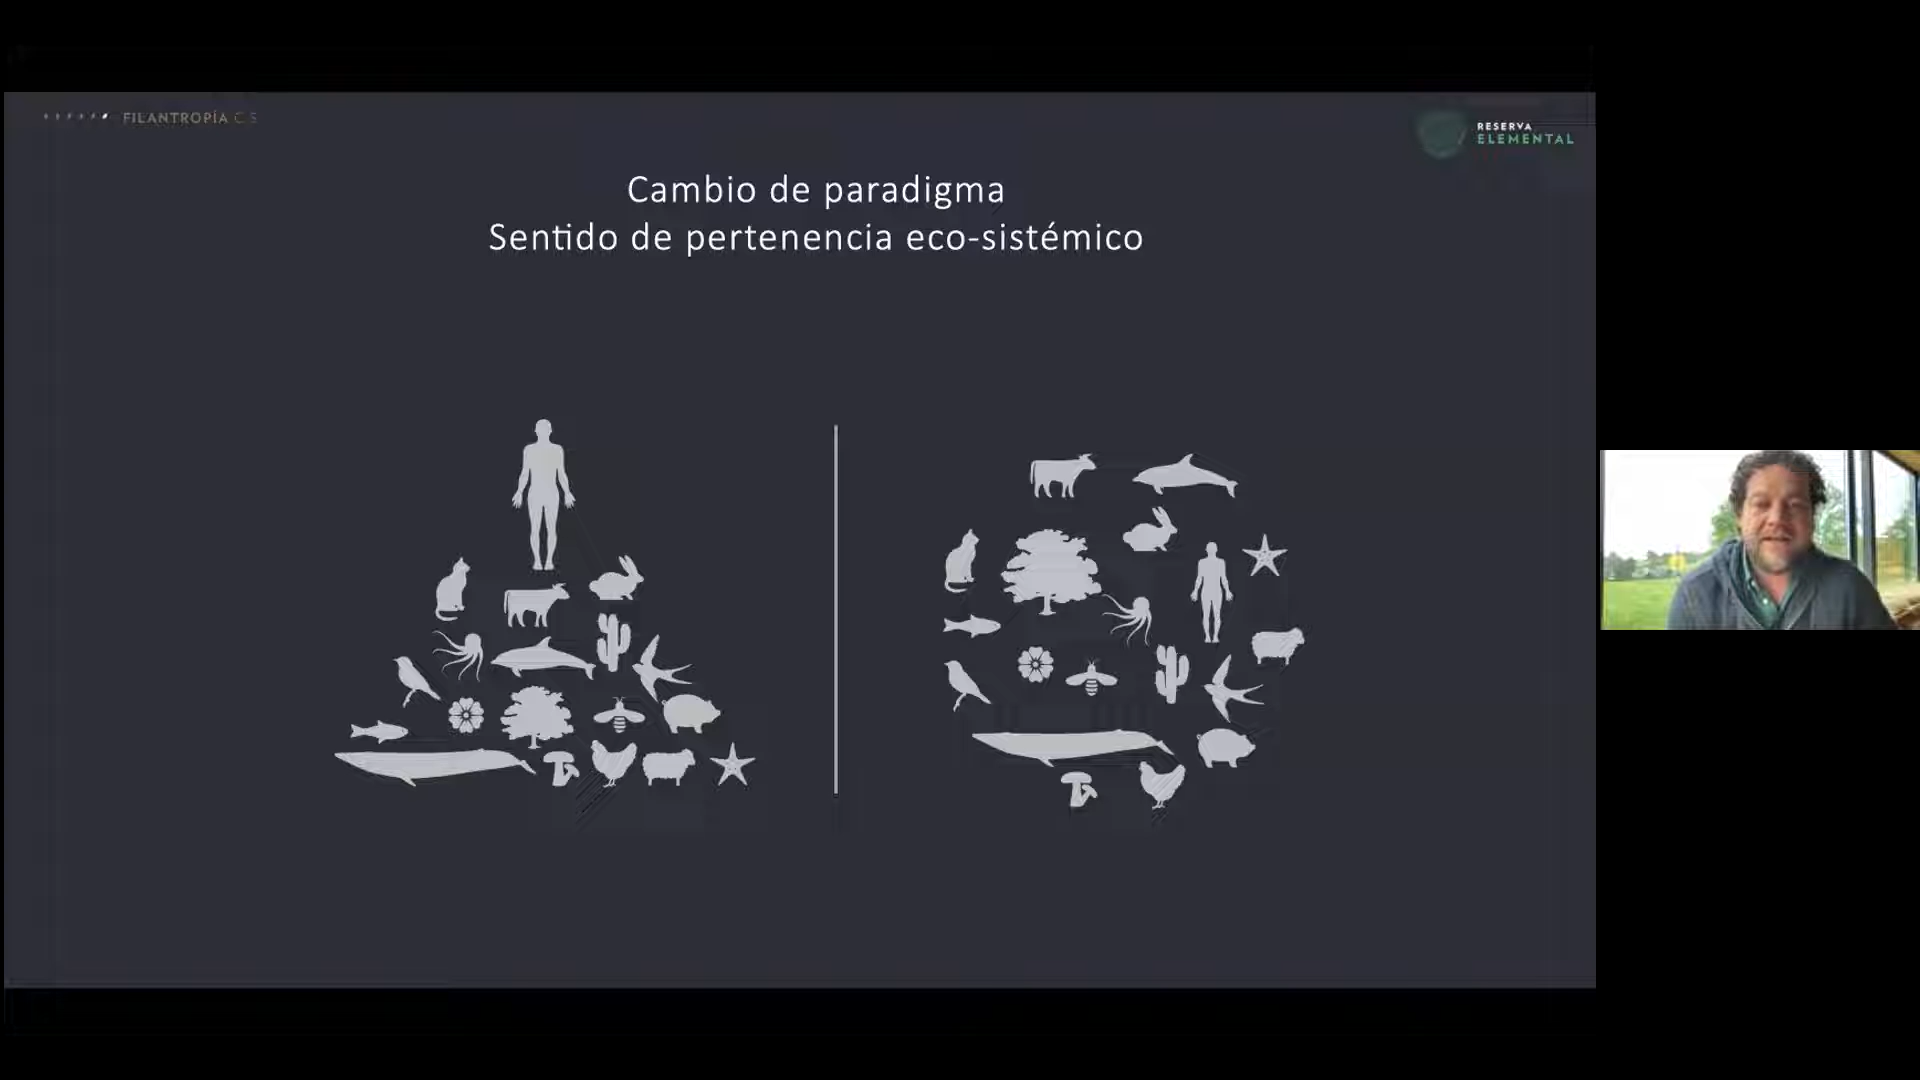 FILANTROPÍA C S
RESERVA
ELEMENTAL
Cambio de paradigma
Sentido de pertenencia eco-sistémico